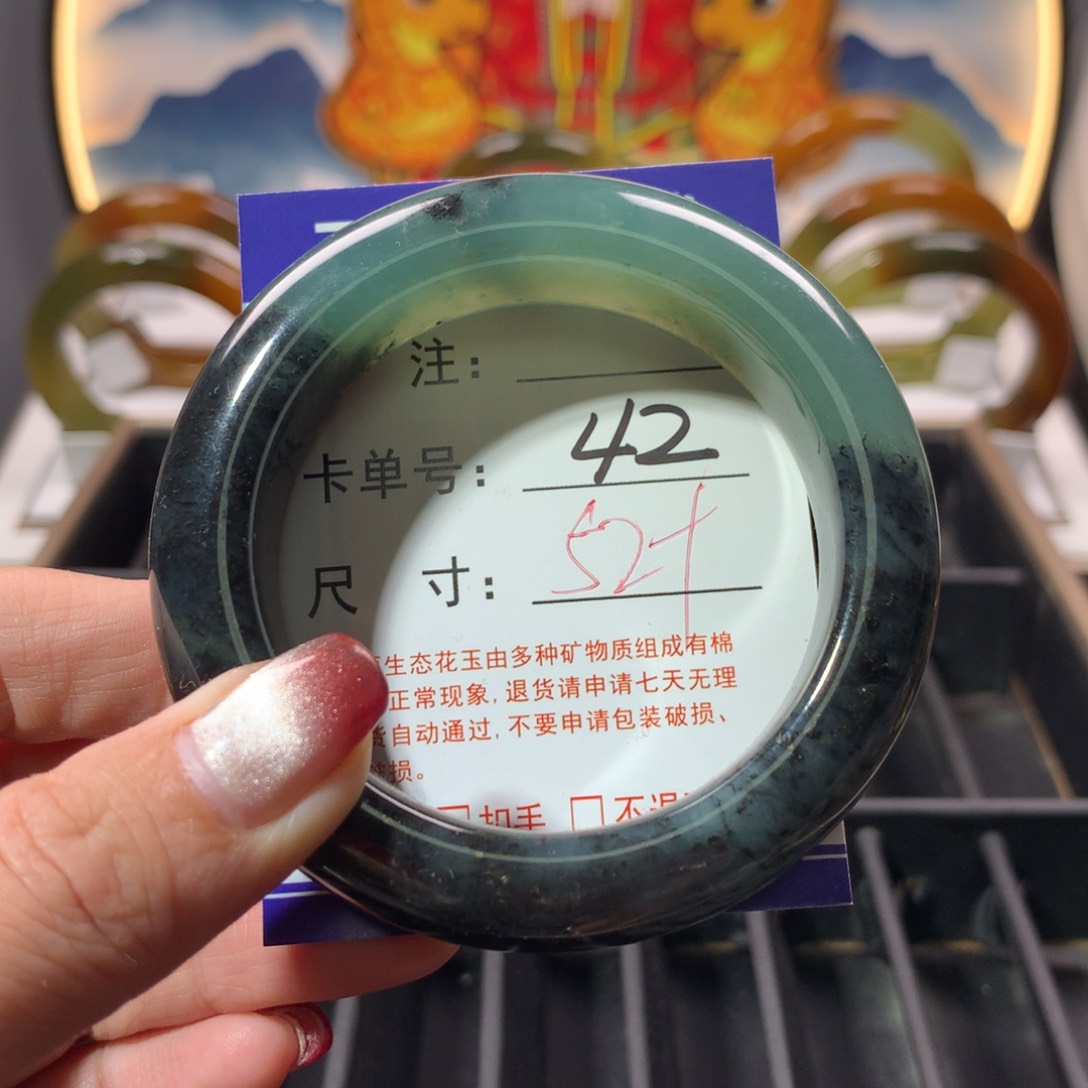 注：
卡单号：42
尺 寸：52+
生态花玉由多种矿物质组成有棉
正常现象，退货请申请七天无理
货自动通过，不要申请包装破损、
破损。
□ 扣手 □ 不退